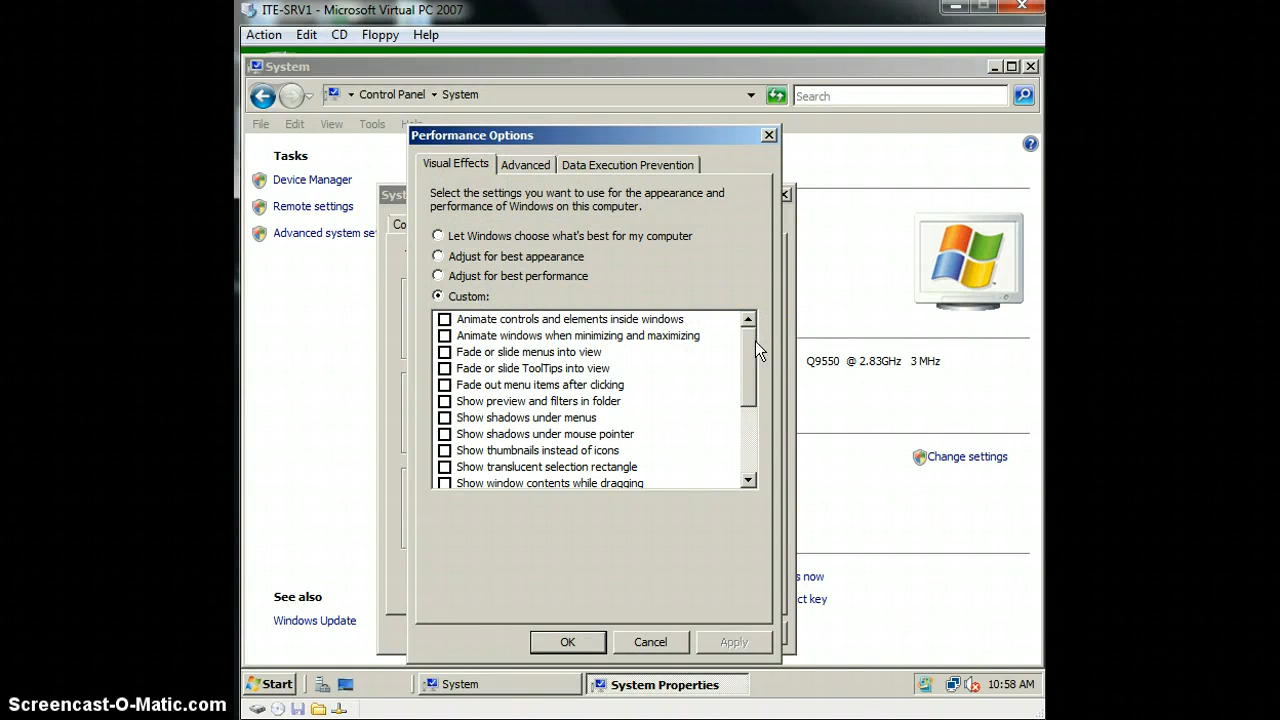 ITE-SRV1 - Microsoft Virtual PC 2007
Action Edit CD Floppy Help
System
Control Panel System
Search
File Edit View Tools
Performance Options
Tasks
Visual Effects Advanced Data Execution Prevention
Device Manager
Select the settings you want to use for the appearance and
performance of Windows on this computer.
Remote settings
Advanced system
Let Windows choose what's best for my computer
Adjust for best appearance
Adjust for best performance
Custom:
Animate controls and elements inside windows
Animate windows when minimizing and maximizing
Fade or slide menus into view
Q9550 @ 2.83GHz 3 MHz
Fade or slide ToolTips into view
Fade out menu items after clicking
Show preview and filters in folder
Show shadows under menus
Show shadows under mouse pointer
Show thumbnails instead of icons
Change settings
Show translucent selection rectangle
Show window contents while dragging
now
See also
key
Windows Update
OK Cancel Apply
Start System System Properties 10:58 AM
Screencast-O-Matic.com